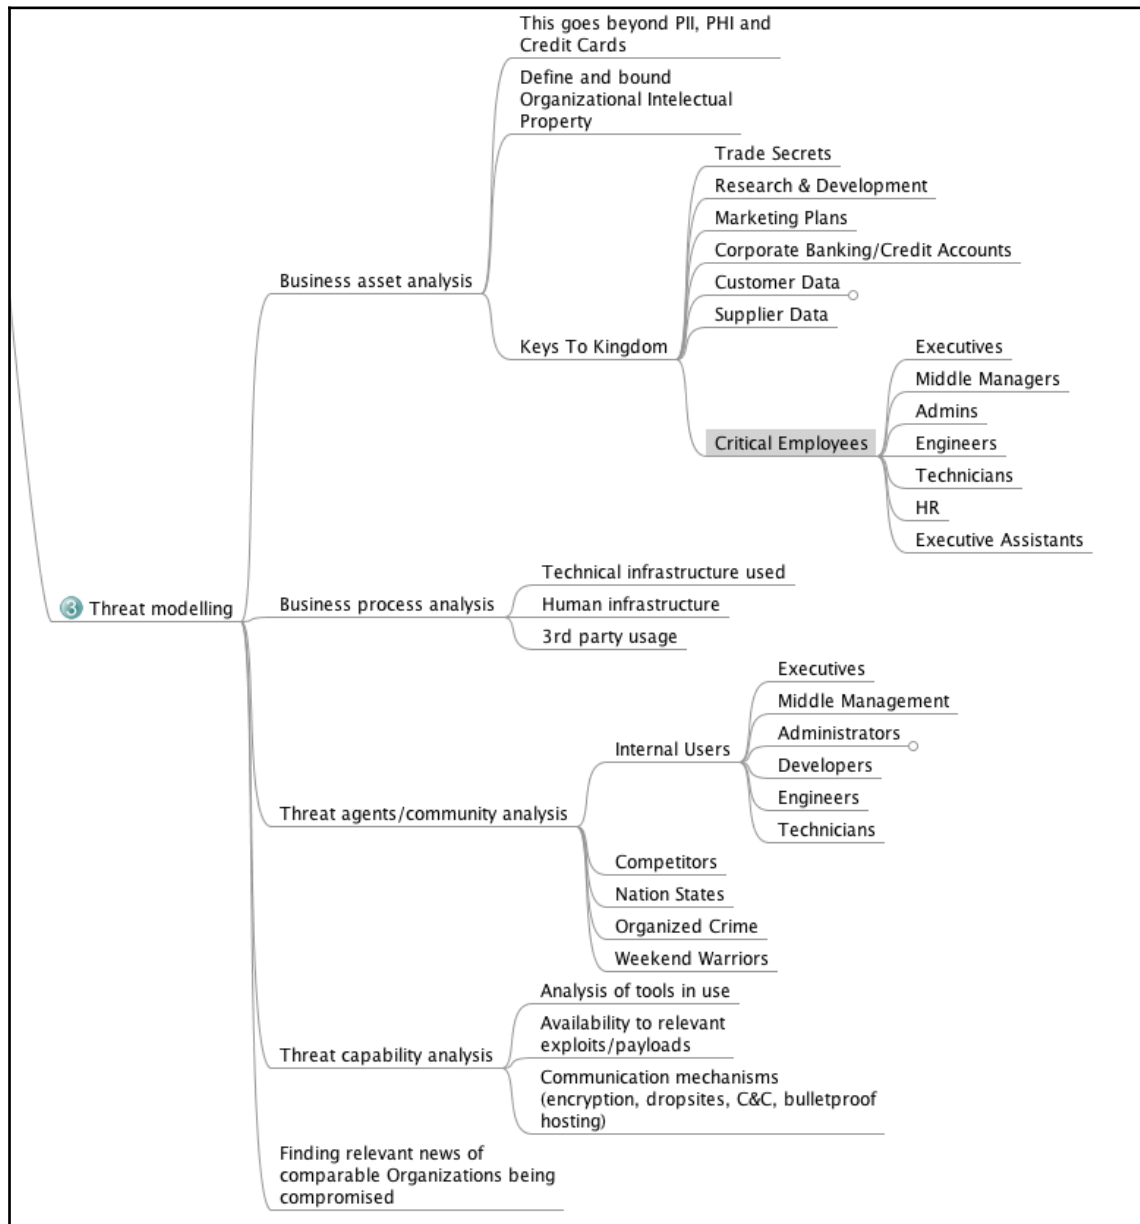 This goes beyond PII, PHI and
Credit Cards
Define and bound
Organizational Intelectual
Property
Trade Secrets
Research & Development
Marketing Plans
Corporate Banking/Credit Accounts
Customer Data
Supplier Data
Business asset analysis
Keys To Kingdom
Executives
Middle Managers
Admins
Critical Employees
Engineers
Technicians
HR
Executive Assistants
3 Threat modelling
Business process analysis
Technical infrastructure used
Human infrastructure
3rd party usage
Executives
Middle Management
Internal Users
Administrators
Developers
Engineers
Technicians
Threat agents/community analysis
Competitors
Nation States
Organized Crime
Weekend Warriors
Analysis of tools in use
Availability to relevant
exploits/payloads
Threat capability analysis
Communication mechanisms
(encryption, dropsites, C&C, bulletproof
hosting)
Finding relevant news of
comparable Organizations being
compromised